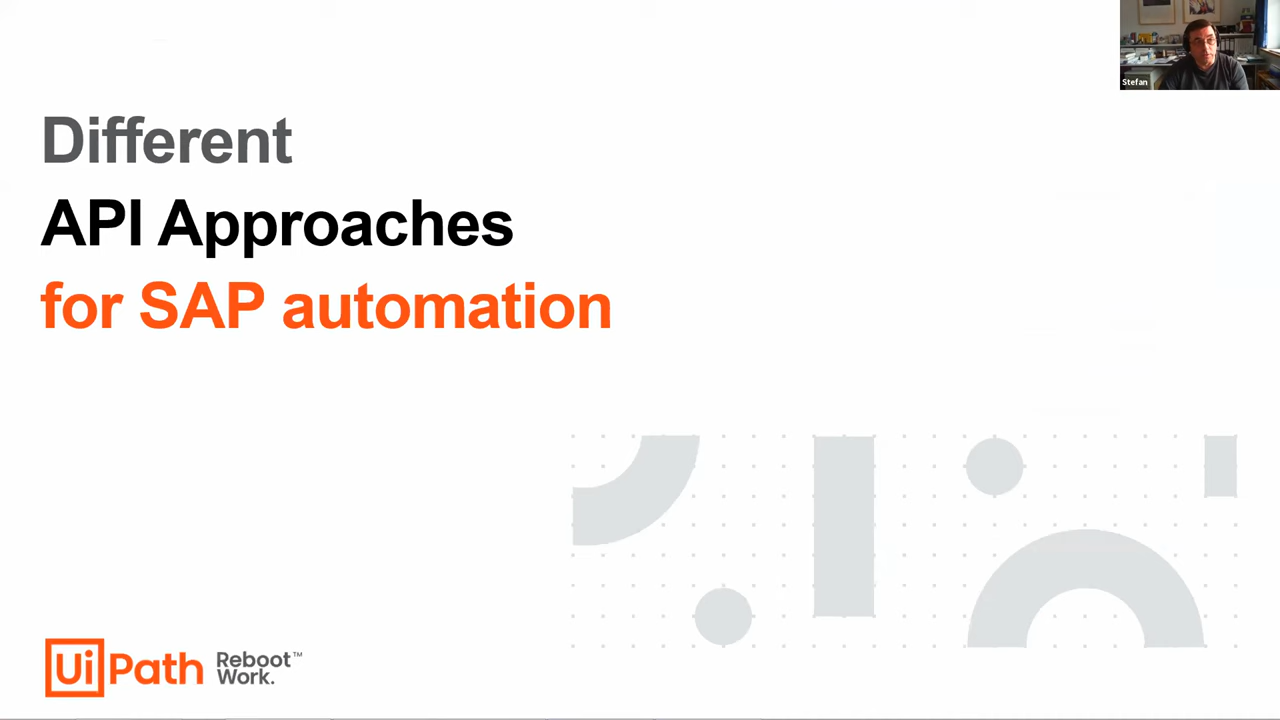 Stefan
Different
API Approaches
for SAP automation
UiPath Reboot™
Work.